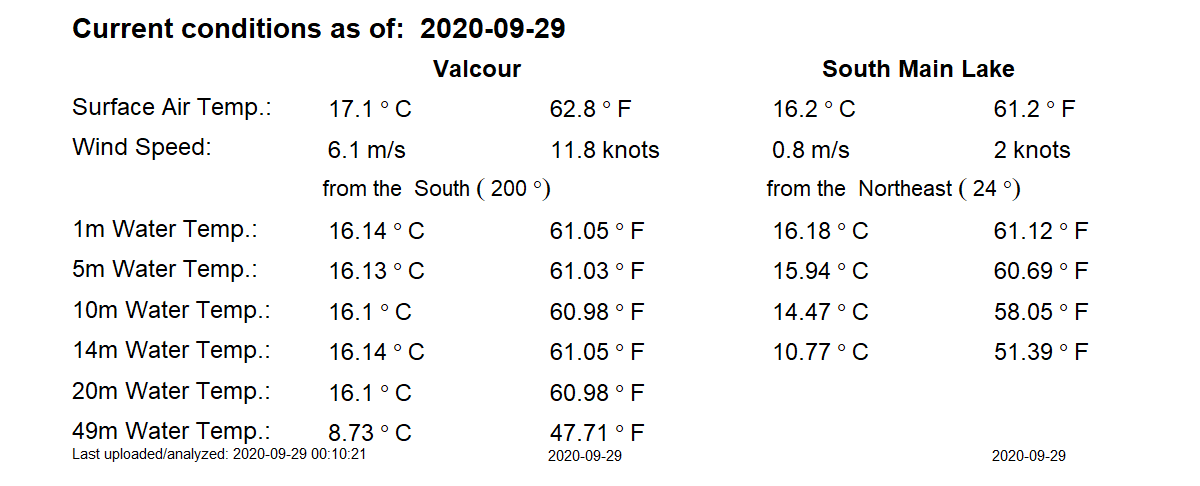 Current conditions as of:  2020-09-29
Valcour South Main Lake
Surface Air Temp.: 17.1 ° C 62.8 ° F 16.2 ° C 61.2 ° F
Wind Speed: 6.1 m/s 11.8 knots 0.8 m/s 2 knots
from the  South ( 200 °) from the  Northeast ( 24 °)
1m Water Temp.: 16.14 ° C 61.05 ° F 16.18 ° C 61.12 ° F
5m Water Temp.: 16.13 ° C 61.03 ° F 15.94 ° C 60.69 ° F
10m Water Temp.: 16.1 ° C 60.98 ° F 14.47 ° C 58.05 ° F
14m Water Temp.: 16.14 ° C 61.05 ° F 10.77 ° C 51.39 ° F
20m Water Temp.: 16.1 ° C 60.98 ° F
49m Water Temp.: 8.73 ° C 47.71 ° F
Last uploaded/analyzed: 2020-09-29 00:10:21 2020-09-29 2020-09-29